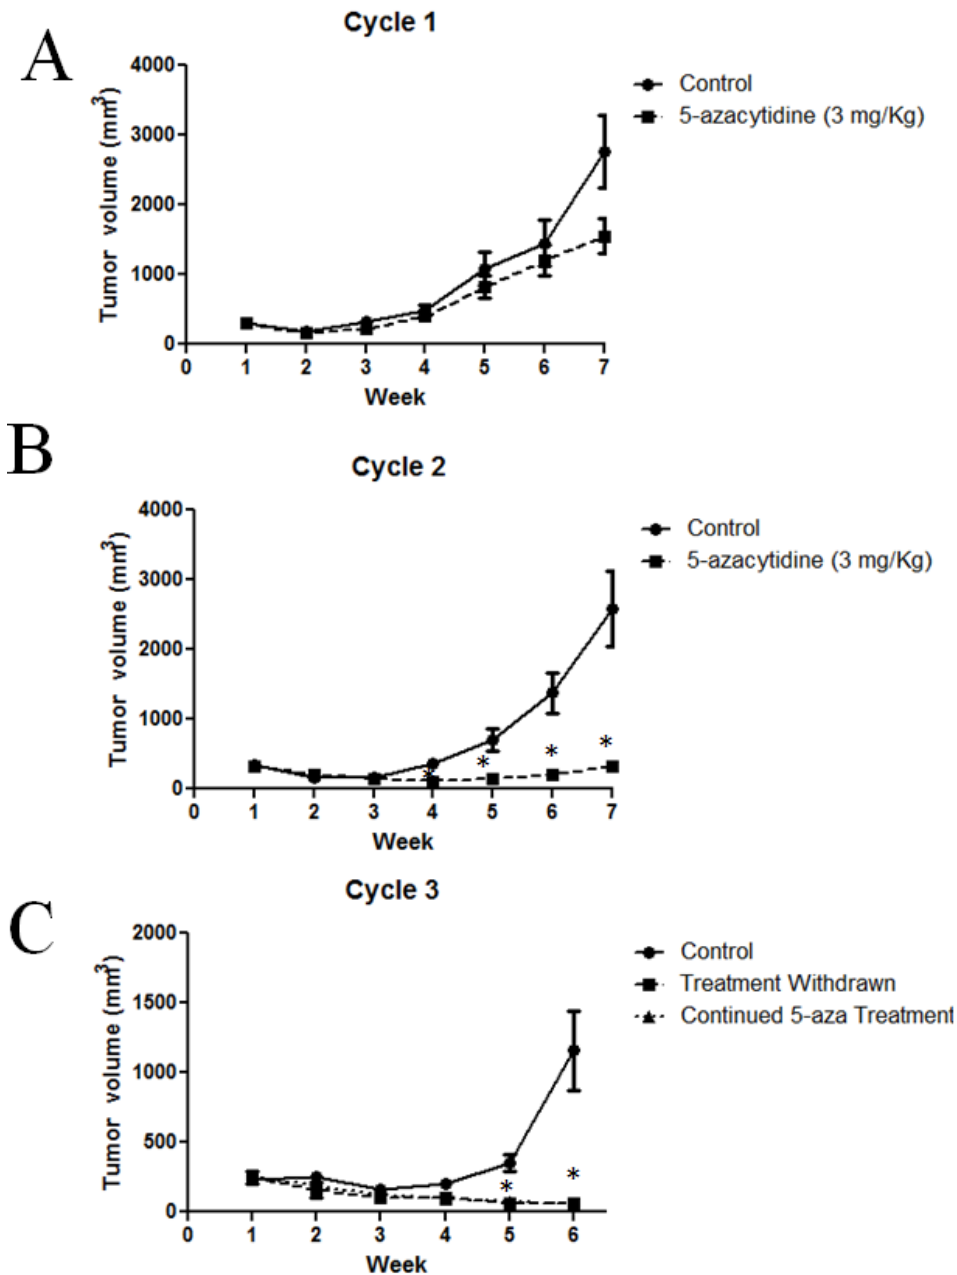 A
Cycle 1
4000
3000
2000
1000
0
Tumor volume (mm³)
0 1 2 3 4 5 6 7
Week
Control
5-azacytidine (3 mg/Kg)
B
Cycle 2
4000
3000
2000
1000
0
Tumor volume (mm³)
* * * *
0 1 2 3 4 5 6 7
Week
Control
5-azacytidine (3 mg/Kg)
C
Cycle 3
2000
1500
1000
500
0
Tumor volume (mm³)
* *
0 1 2 3 4 5 6
Week
Control
Treatment Withdrawn
Continued 5-aza Treatment